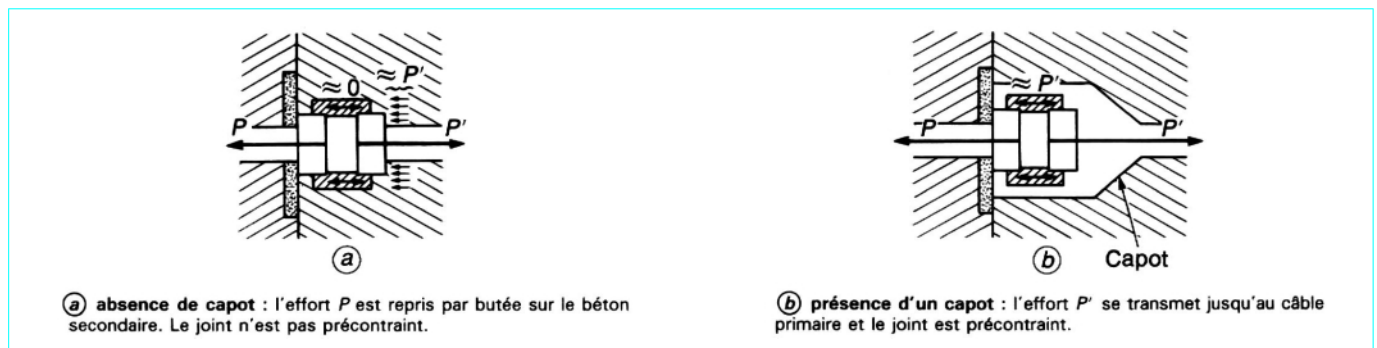 ≈ P'
≈ 0
P
P'
a
≈ P'
P
P'
b
Capot
a absence de capot : l'effort P est repris par butée sur le béton
secondaire. Le joint n'est pas précontraint.
b présence d'un capot : l'effort P' se transmet jusqu'au câble
primaire et le joint est précontraint.